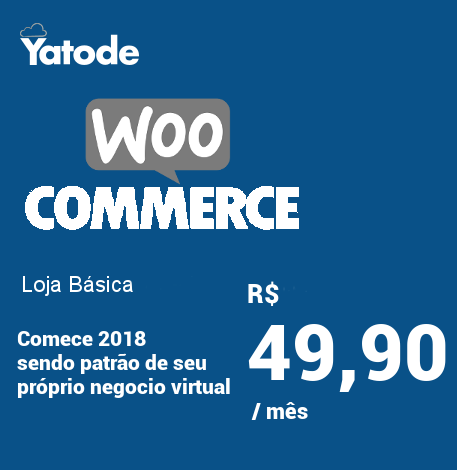 Yatode
WOO
COMMERCE
Loja Básica
R$
Comece 2018
sendo patrão de seu
próprio negocio virtual
49,90
/ mês